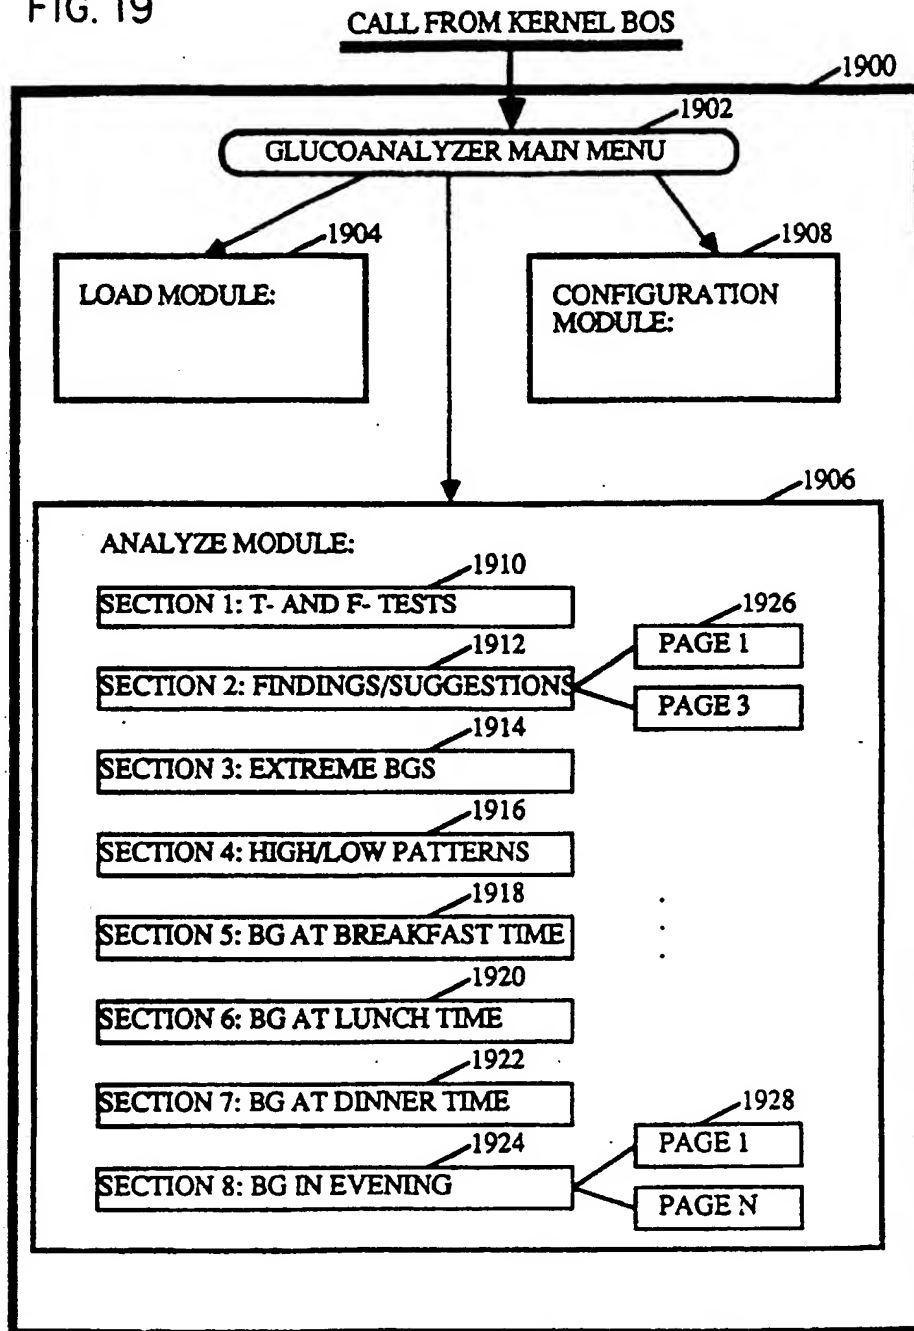 FIG. 19
CALL FROM KERNEL BOS
1900
1902
GLUCOANALYZER MAIN MENU
1904
1908
LOAD MODULE:
CONFIGURATION
MODULE:
1906
ANALYZE MODULE:
1910
SECTION 1: T- AND F- TESTS
1926
PAGE 1
1912
SECTION 2: FINDINGS/SUGGESTIONS
PAGE 3
1914
SECTION 3: EXTREME BGS
1916
SECTION 4: HIGH/LOW PATTERNS
1918
SECTION 5: BG AT BREAKFAST TIME
1920
SECTION 6: BG AT LUNCH TIME
1922
SECTION 7: BG AT DINNER TIME
1928
PAGE 1
1924
SECTION 8: BG IN EVENING
PAGE N